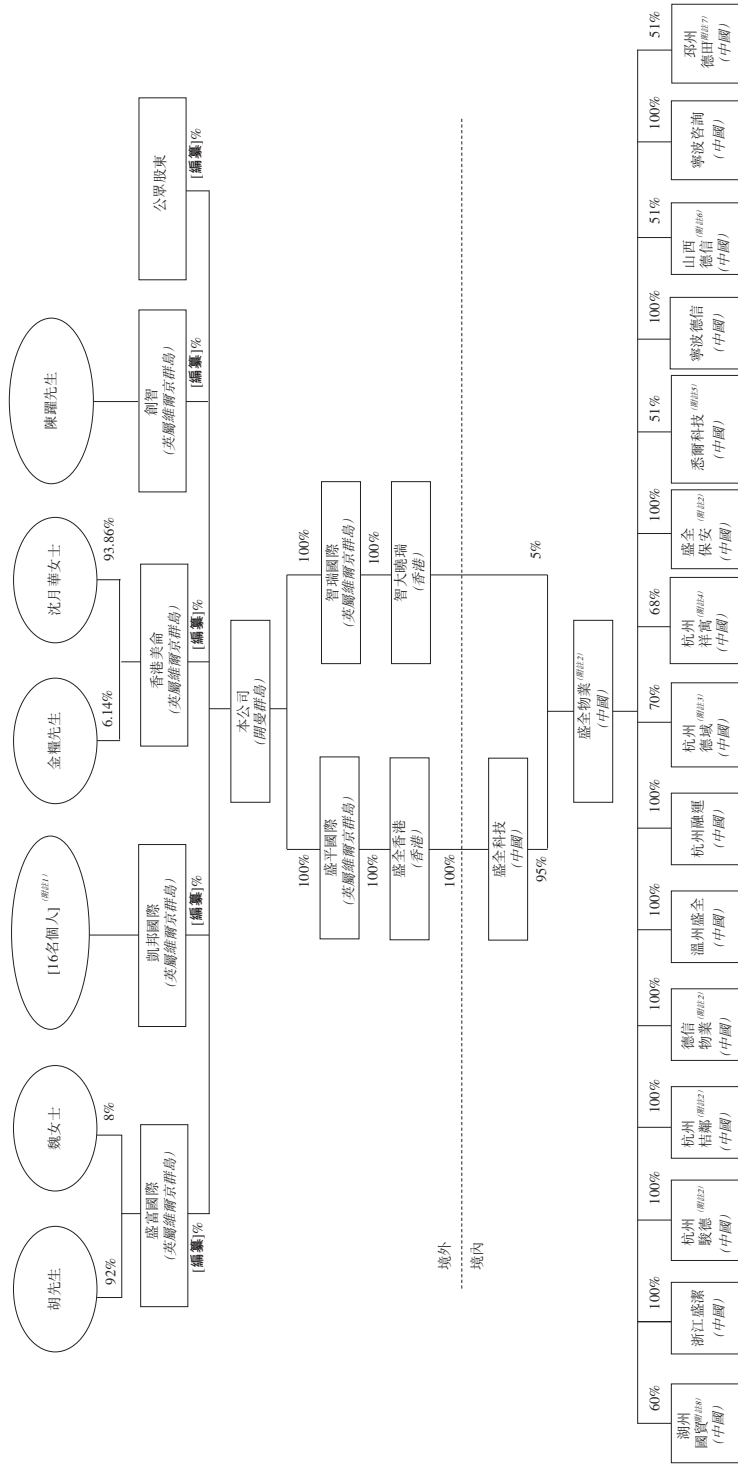 胡先生
魏女士
[16名個人](附註1)
金糧先生
沈月華女士
陳躍先生
92%
8%
6.14%
93.86%
盛富國際
(英屬維爾京群島)
凱邦國際
(英屬維爾京群島)
香港美侖
(英屬維爾京群島)
創智
(英屬維爾京群島)
公眾股東
[編纂]%
[編纂]%
[編纂]%
[編纂]%
[編纂]%
本公司
(開曼群島)
100%
100%
盛平國際
(英屬維爾京群島)
智瑞國際
(英屬維爾京群島)
100%
100%
盛全香港
(香港)
智大曉瑞
(香港)
境外
境內
100%
盛全科技
(中國)
95%
5%
盛全物業(附註2)
(中國)
60%
100%
100%
100%
100%
100%
100%
70%
68%
100%
51%
100%
51%
100%
51%
湖州
國貿(附註8)
(中國)
浙江盛潔
(中國)
杭州
駿德(附註2)
(中國)
杭州
桔鄰(附註2)
(中國)
德信
物業(附註2)
(中國)
溫州盛全
(中國)
杭州融運
(中國)
杭州
德域(附註3)
(中國)
杭州
祥寓(附註4)
(中國)
盛全
保安(附註2)
(中國)
悉爾科技(附註5)
(中國)
寧波德信
(中國)
山西
德信(附註6)
(中國)
寧波咨詢
(中國)
邳州
德田(附註7)
(中國)